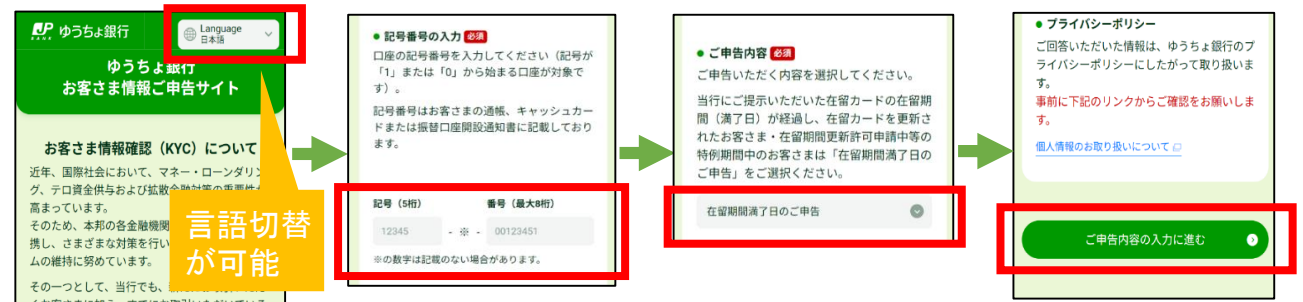 JP BANK ゆうちょ銀行
Language
日本語
ゆうちょ銀行
お客さま情報ご申告サイト
お客さま情報確認（KYC）について
近年、国際社会において、マネー・ローンダリン
グ、テロ資金供与および拡散金融対策の重要性が
高まっています。
そのため、本邦の各金融機関
携し、さまざまな対策を行い
ムの維持に努めています。
その一つとして、当行でも、
言語切替
が可能
● 記号番号の入力 必須
口座の記号番号を入力してください（記号が
「1」または「0」から始まる口座が対象で
す）。
記号番号はお客さまの通帳、キャッシュカー
ドまたは振替口座開設通知書に記載しており
ます。
記号（5桁） 番号（最大8桁）
12345 - ※ - 00123451
※の数字は記載のない場合があります。
● ご申告内容 必須
ご申告いただく内容を選択してください。
当行にご提示いただいた在留カードの在留期
間（満了日）が経過し、在留カードを更新さ
れたお客さま・在留期間更新許可申請中等の
特例期間中のお客さまは「在留期間満了日の
ご申告」をご選択ください。
在留期間満了日のご申告
● プライバシーポリシー
ご回答いただいた情報は、ゆうちょ銀行のプ
ライバシーポリシーにしたがって取り扱いま
す。
事前に下記のリンクからご確認をお願いしま
す。
個人情報のお取り扱いについて
ご申告内容の入力に進む